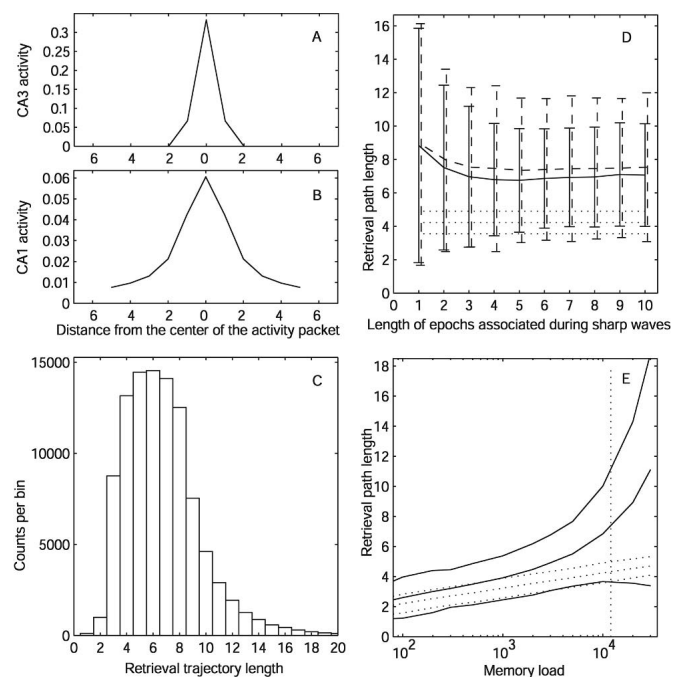 A
CA3 activity
0.3
0.25
0.2
0.15
0.1
0.05
0
6 4 2 0 2 4 6
B
CA1 activity
0.06
0.05
0.04
0.03
0.02
0.01
0
6 4 2 0 2 4 6
Distance from the center of the activity packet
C
Counts per bin
15000
10000
5000
0
0 2 4 6 8 10 12 14 16 18 20
Retrieval trajectory length
D
Retrieval path length
16
14
12
10
8
6
4
2
0
0 1 2 3 4 5 6 7 8 9 10
Length of epochs associated during sharp waves
E
Retrieval path length
18
16
14
12
10
8
6
4
2
0
10² 10³ 10⁴
Memory load